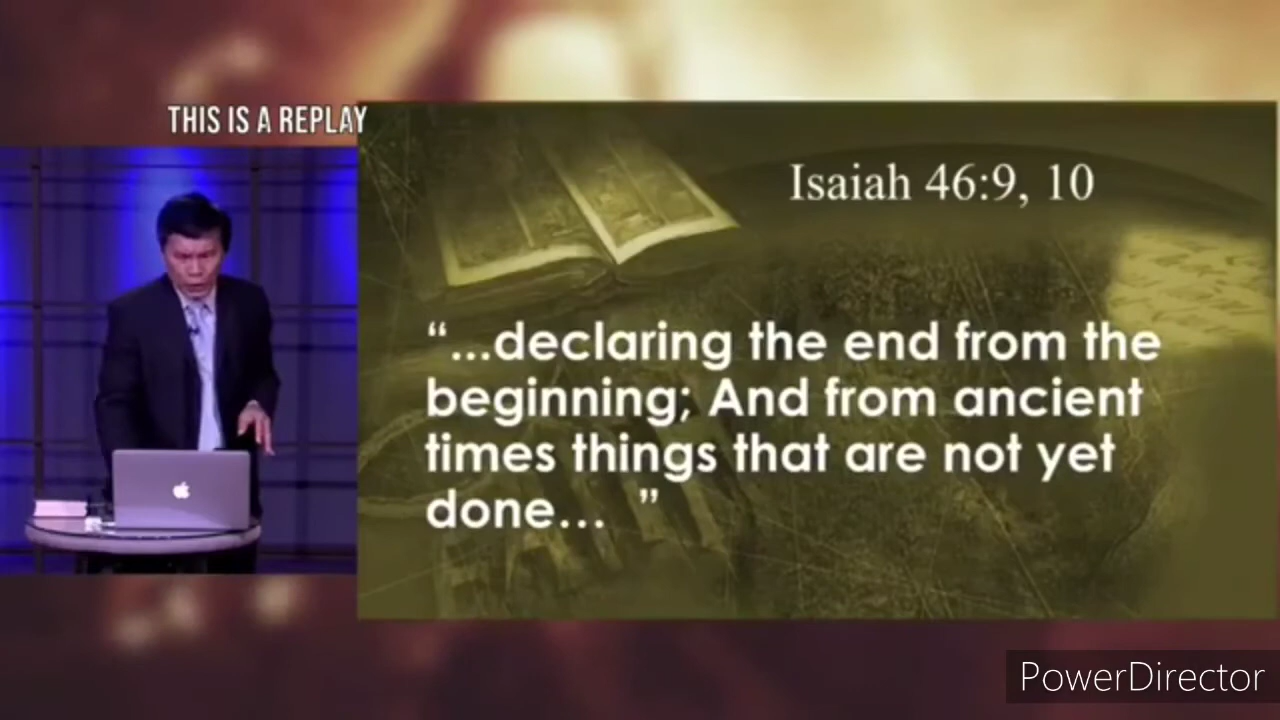 THIS IS A REPLAY
Isaiah 46:9, 10
“...declaring the end from the
beginning; And from ancient
times things that are not yet
done... ”
PowerDirector